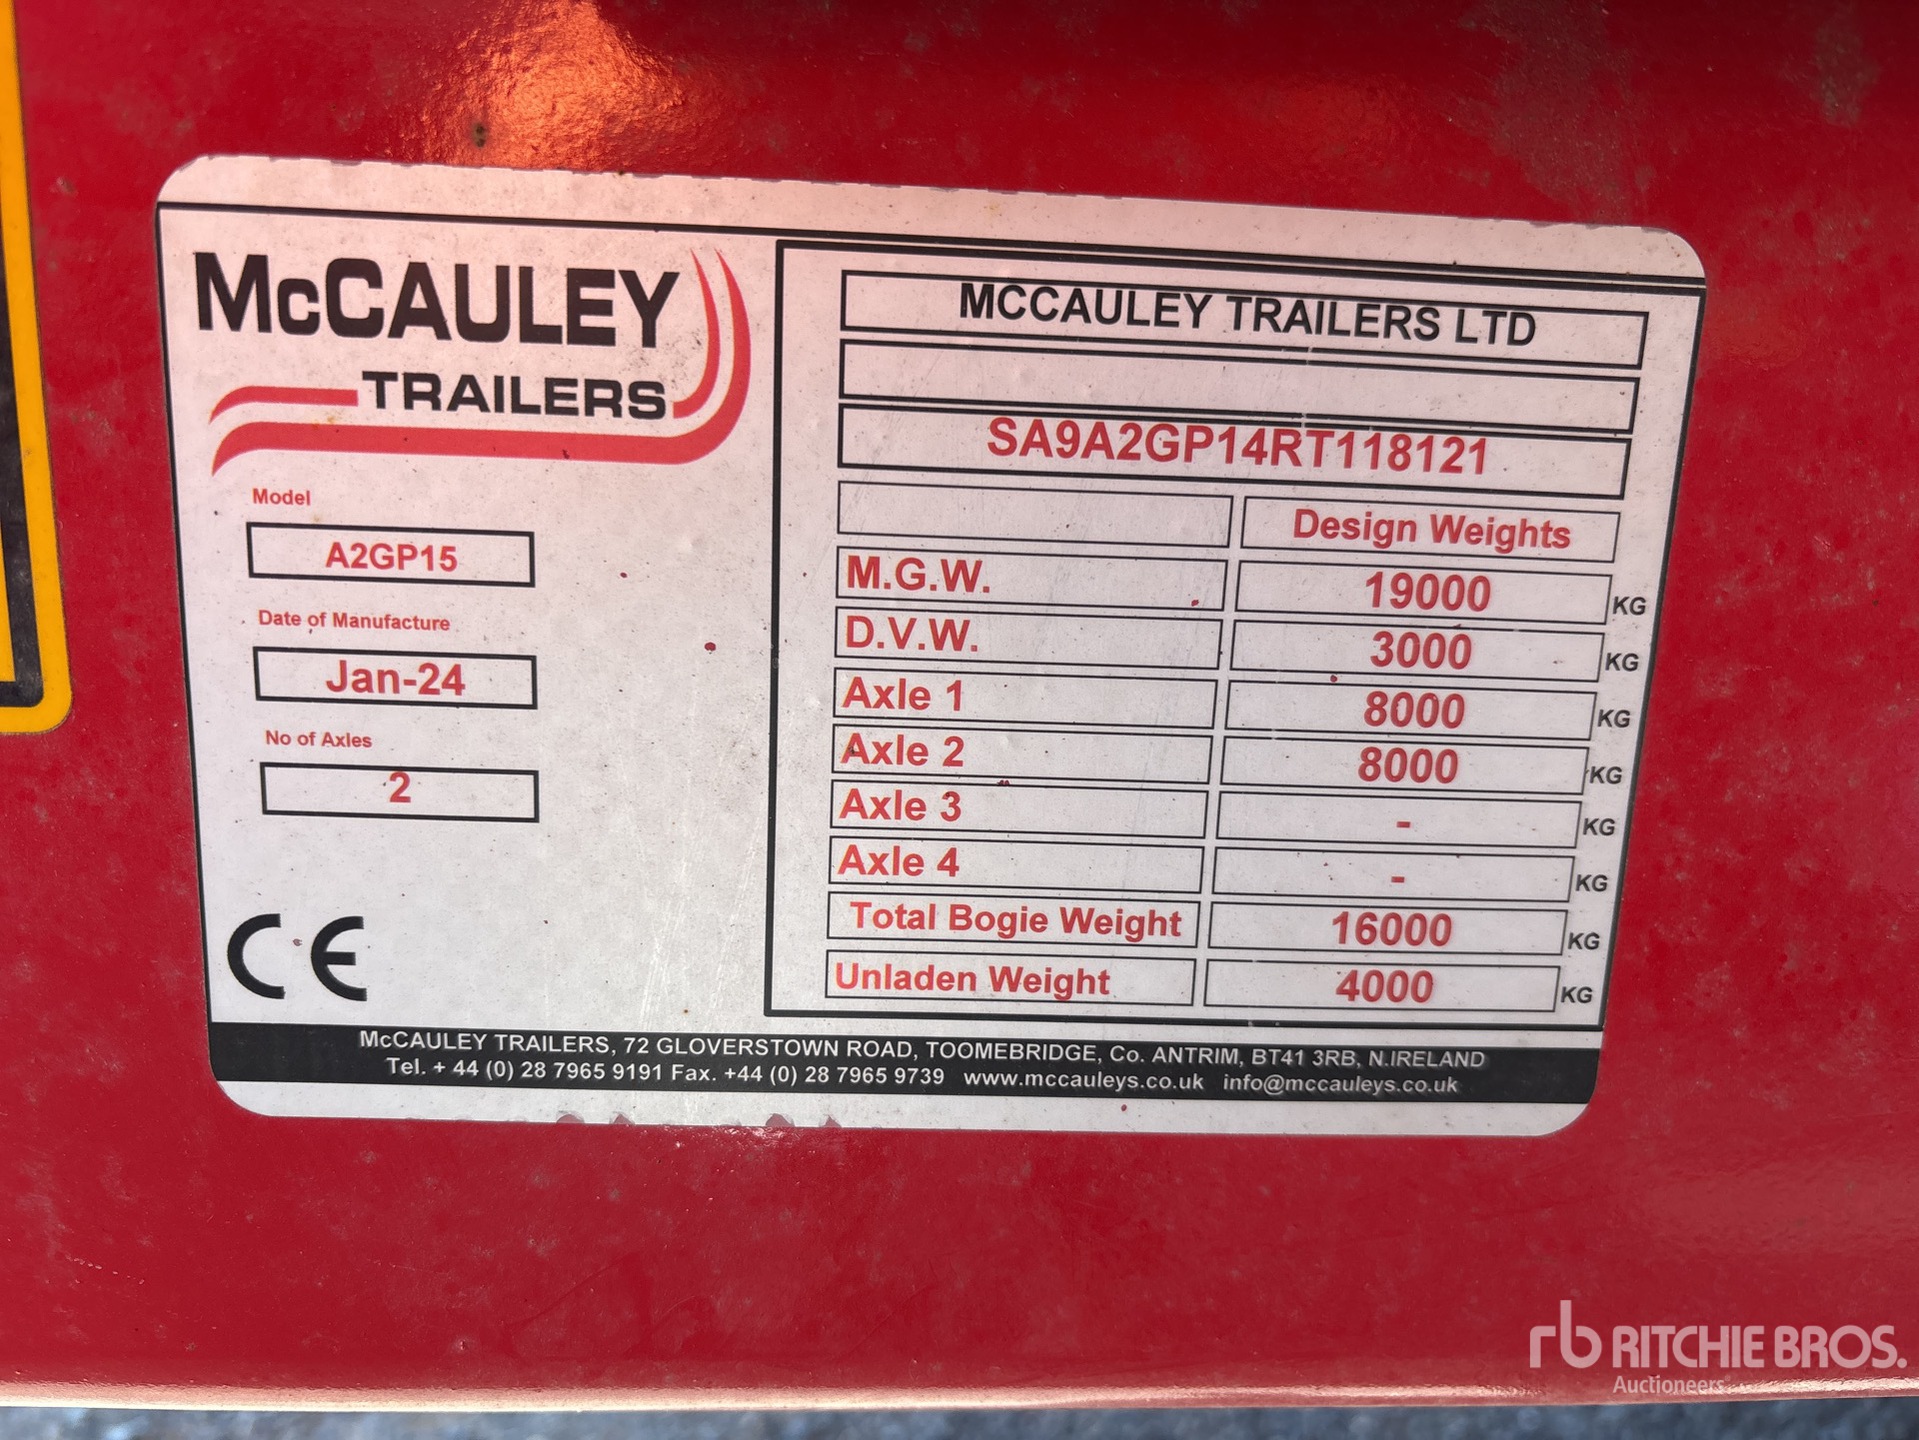 McCAULEY
TRAILERS
Model
A2GP15
Date of Manufacture
Jan-24
No of Axles
2
CE
MCCAULEY TRAILERS LTD
SA9A2GP14RT118121
Design Weights
M.G.W. 19000 KG
D.V.W. 3000 KG
Axle 1 8000 KG
Axle 2 8000 KG
Axle 3 - KG
Axle 4 - KG
Total Bogie Weight 16000 KG
Unladen Weight 4000 KG
McCAULEY TRAILERS, 72 GLOVERSTOWN ROAD, TOOMEBRIDGE, Co. ANTRIM, BT41 3RB, N.IRELAND
Tel. + 44 (0) 28 7965 9191 Fax. +44 (0) 28 7965 9739 www.mccauleys.co.uk info@mccauleys.co.uk
rb RITCHIE BROS.
Auctioneers